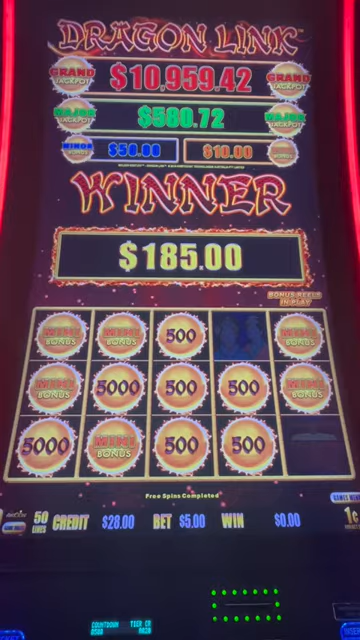 DRAGON LINK
GRAND JACKPOT $10,959.42 GRAND JACKPOT
MAJOR JACKPOT $580.72 MAJOR JACKPOT
MINOR $50.00 $10.00
WINNER
$185.00
BONUS REELS
IN PLAY
MINI BONUS MINI BONUS 500 MINI BONUS
MINI BONUS 5000 500 500 MINI BONUS
5000 MINI BONUS 500 500
Free Spins Completed
50 LINES CREDIT $28.00 BET $5.00 WIN $0.00 1¢
COUNTDOWN